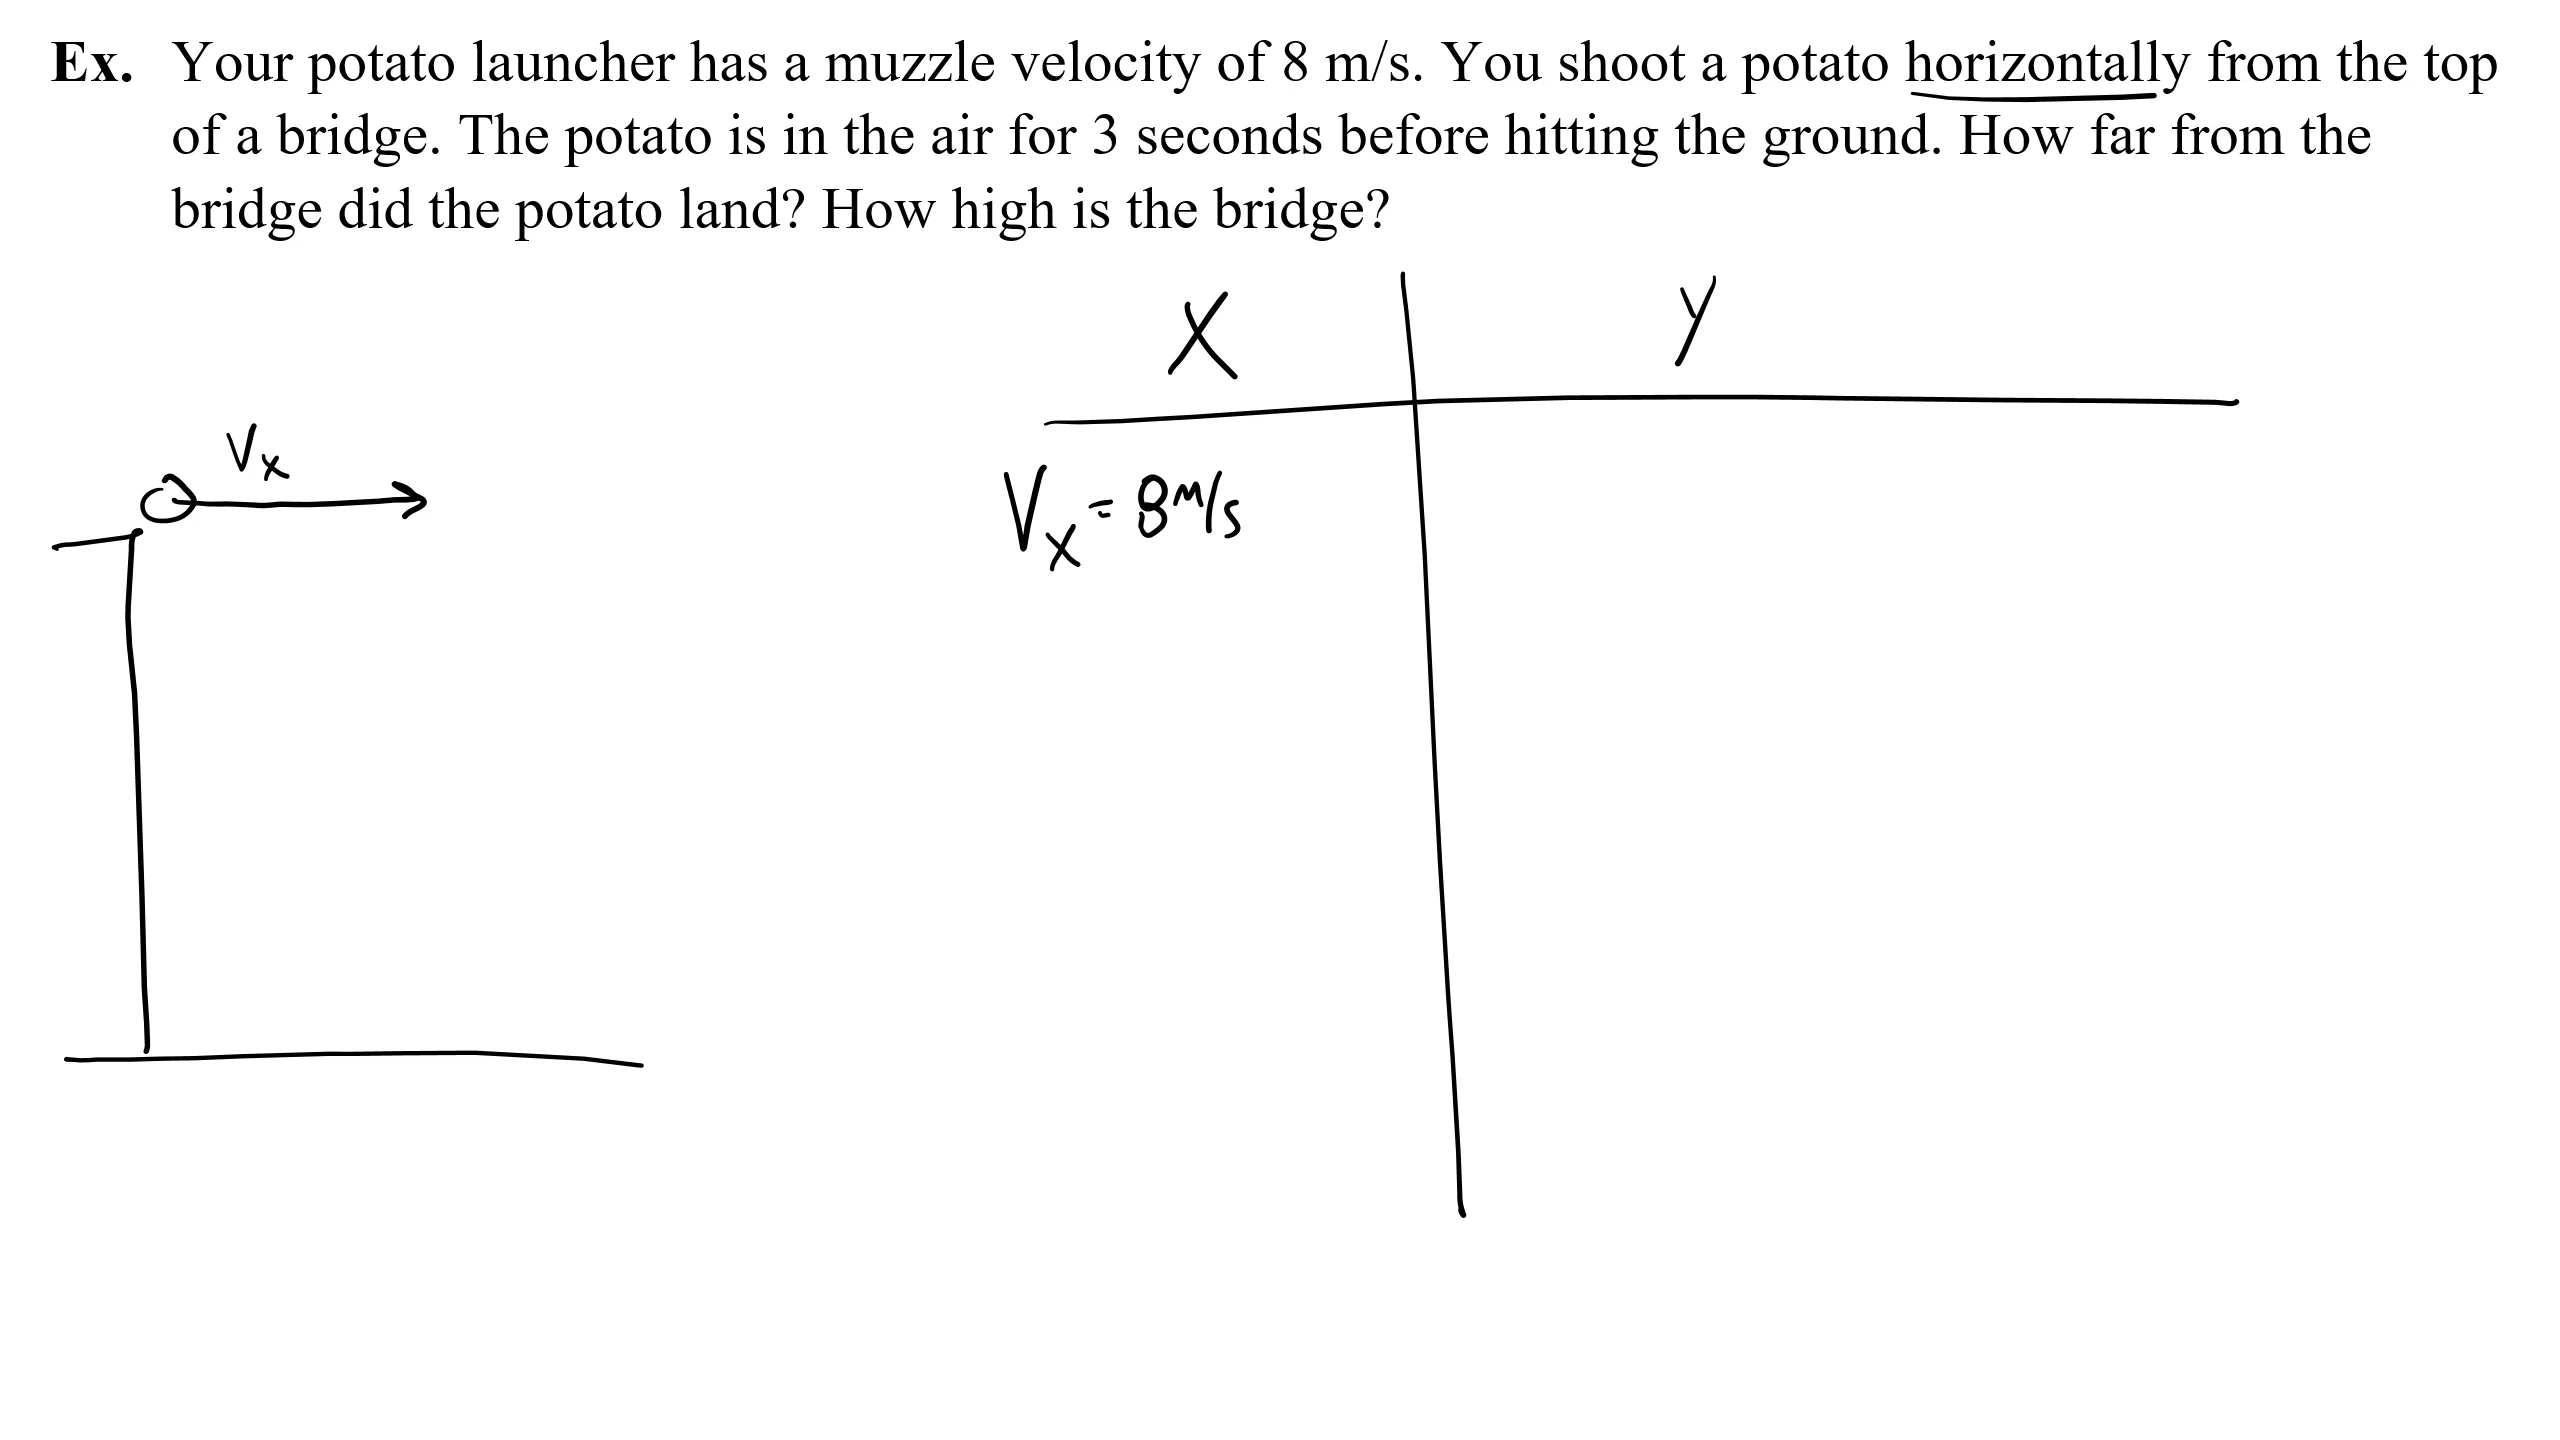 Ex. Your potato launcher has a muzzle velocity of 8 m/s. You shoot a potato horizontally from the top
of a bridge. The potato is in the air for 3 seconds before hitting the ground. How far from the
bridge did the potato land? How high is the bridge?
X Y
Vx
Vx = 8 m/s